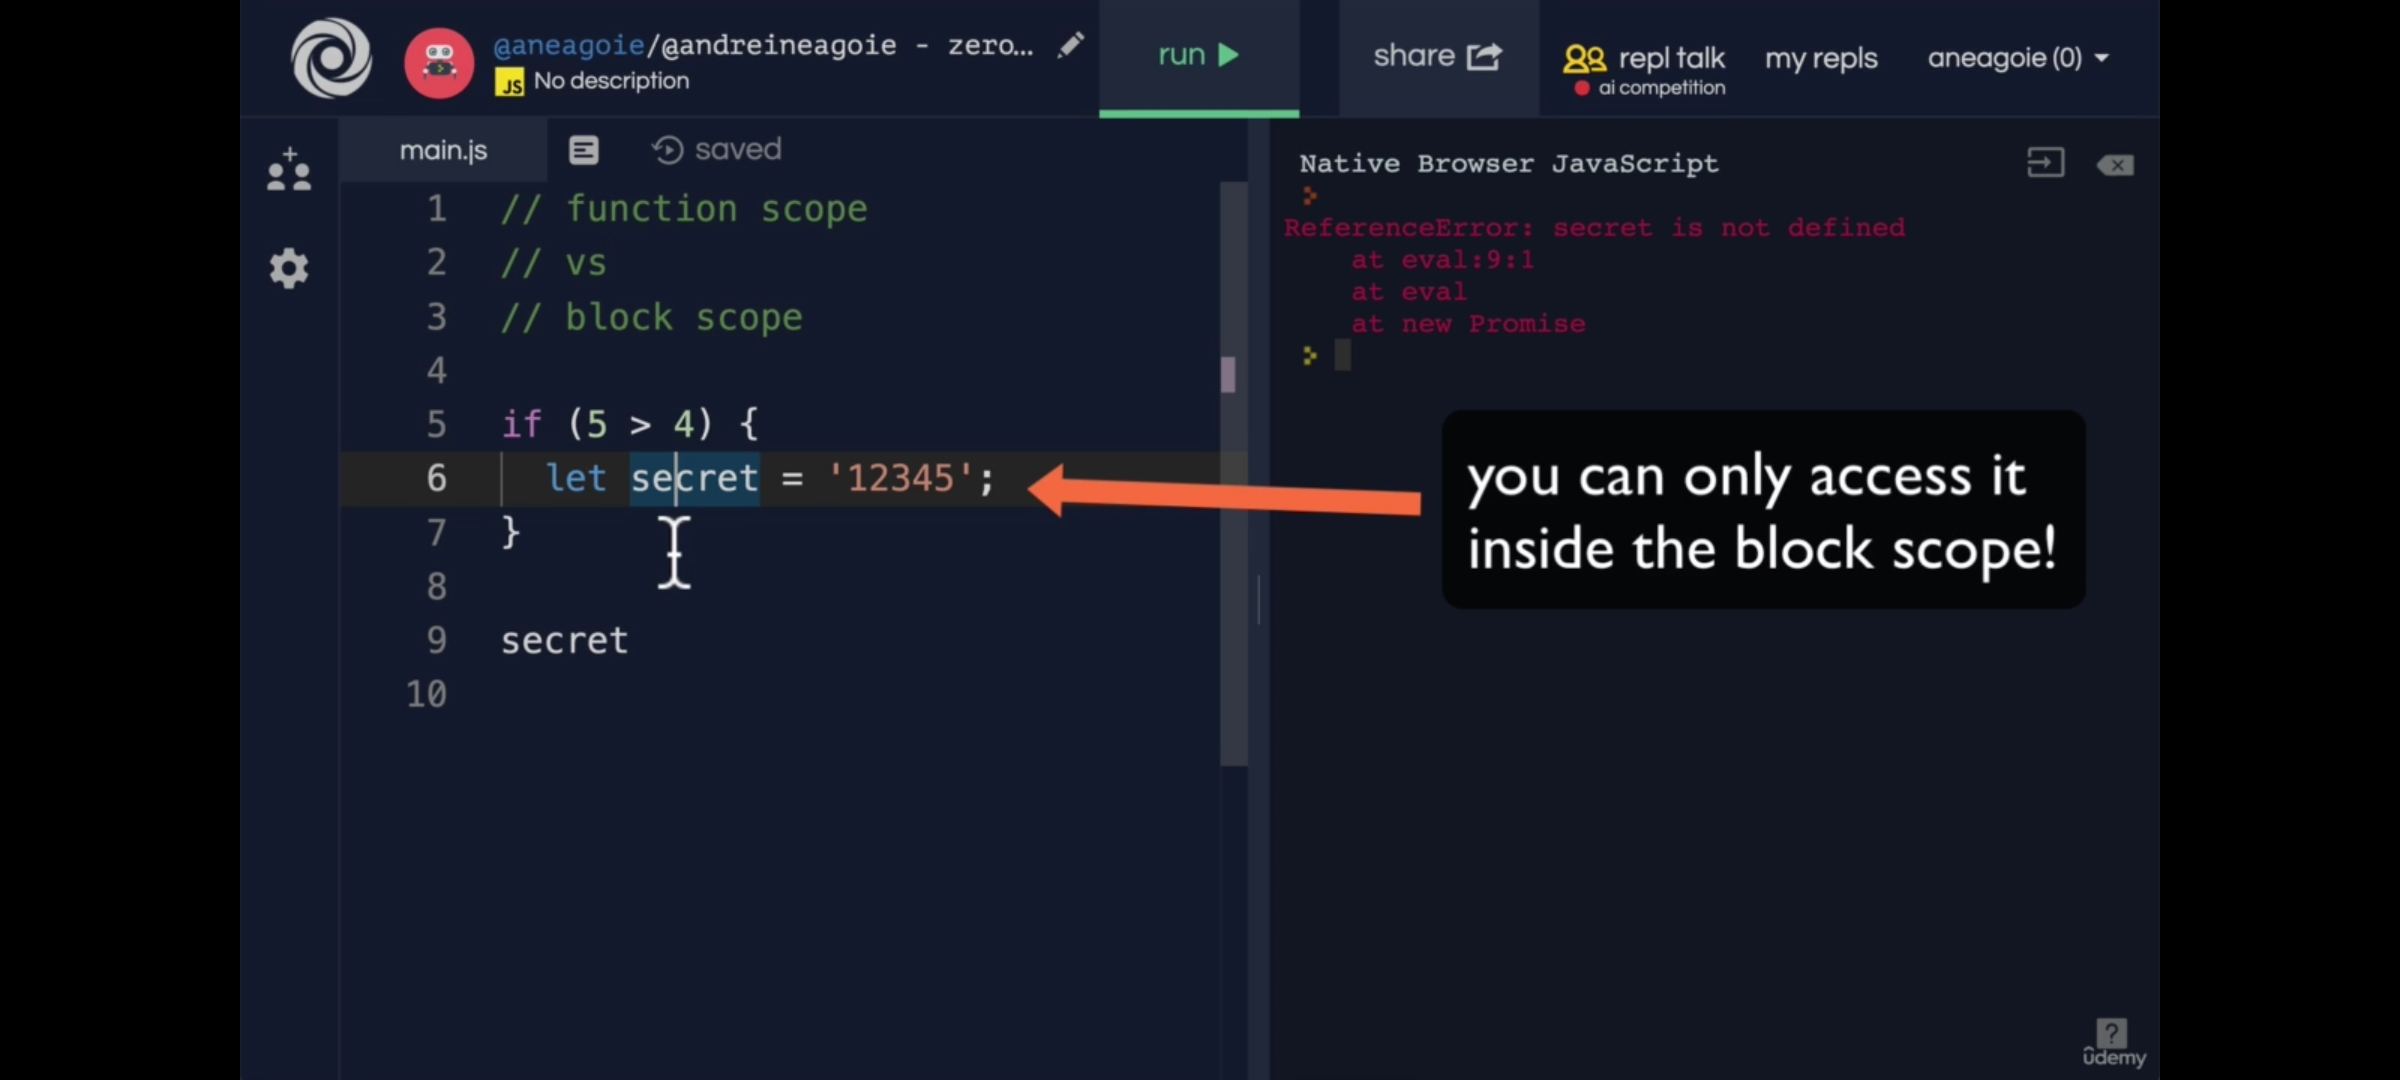 @aneagoie/@andreineagoie - zero...
JS No description
run
share
repl talk
ai competition
my repls
aneagoie (0)
main.js
saved
1 // function scope
2 // vs
3 // block scope
4
5 if (5 > 4) {
6 let secret = '12345';
7 }
8
9 secret
10
Native Browser JavaScript
ReferenceError: secret is not defined
at eval:9:1
at eval
at new Promise
you can only access it
inside the block scope!
?
ûdemy